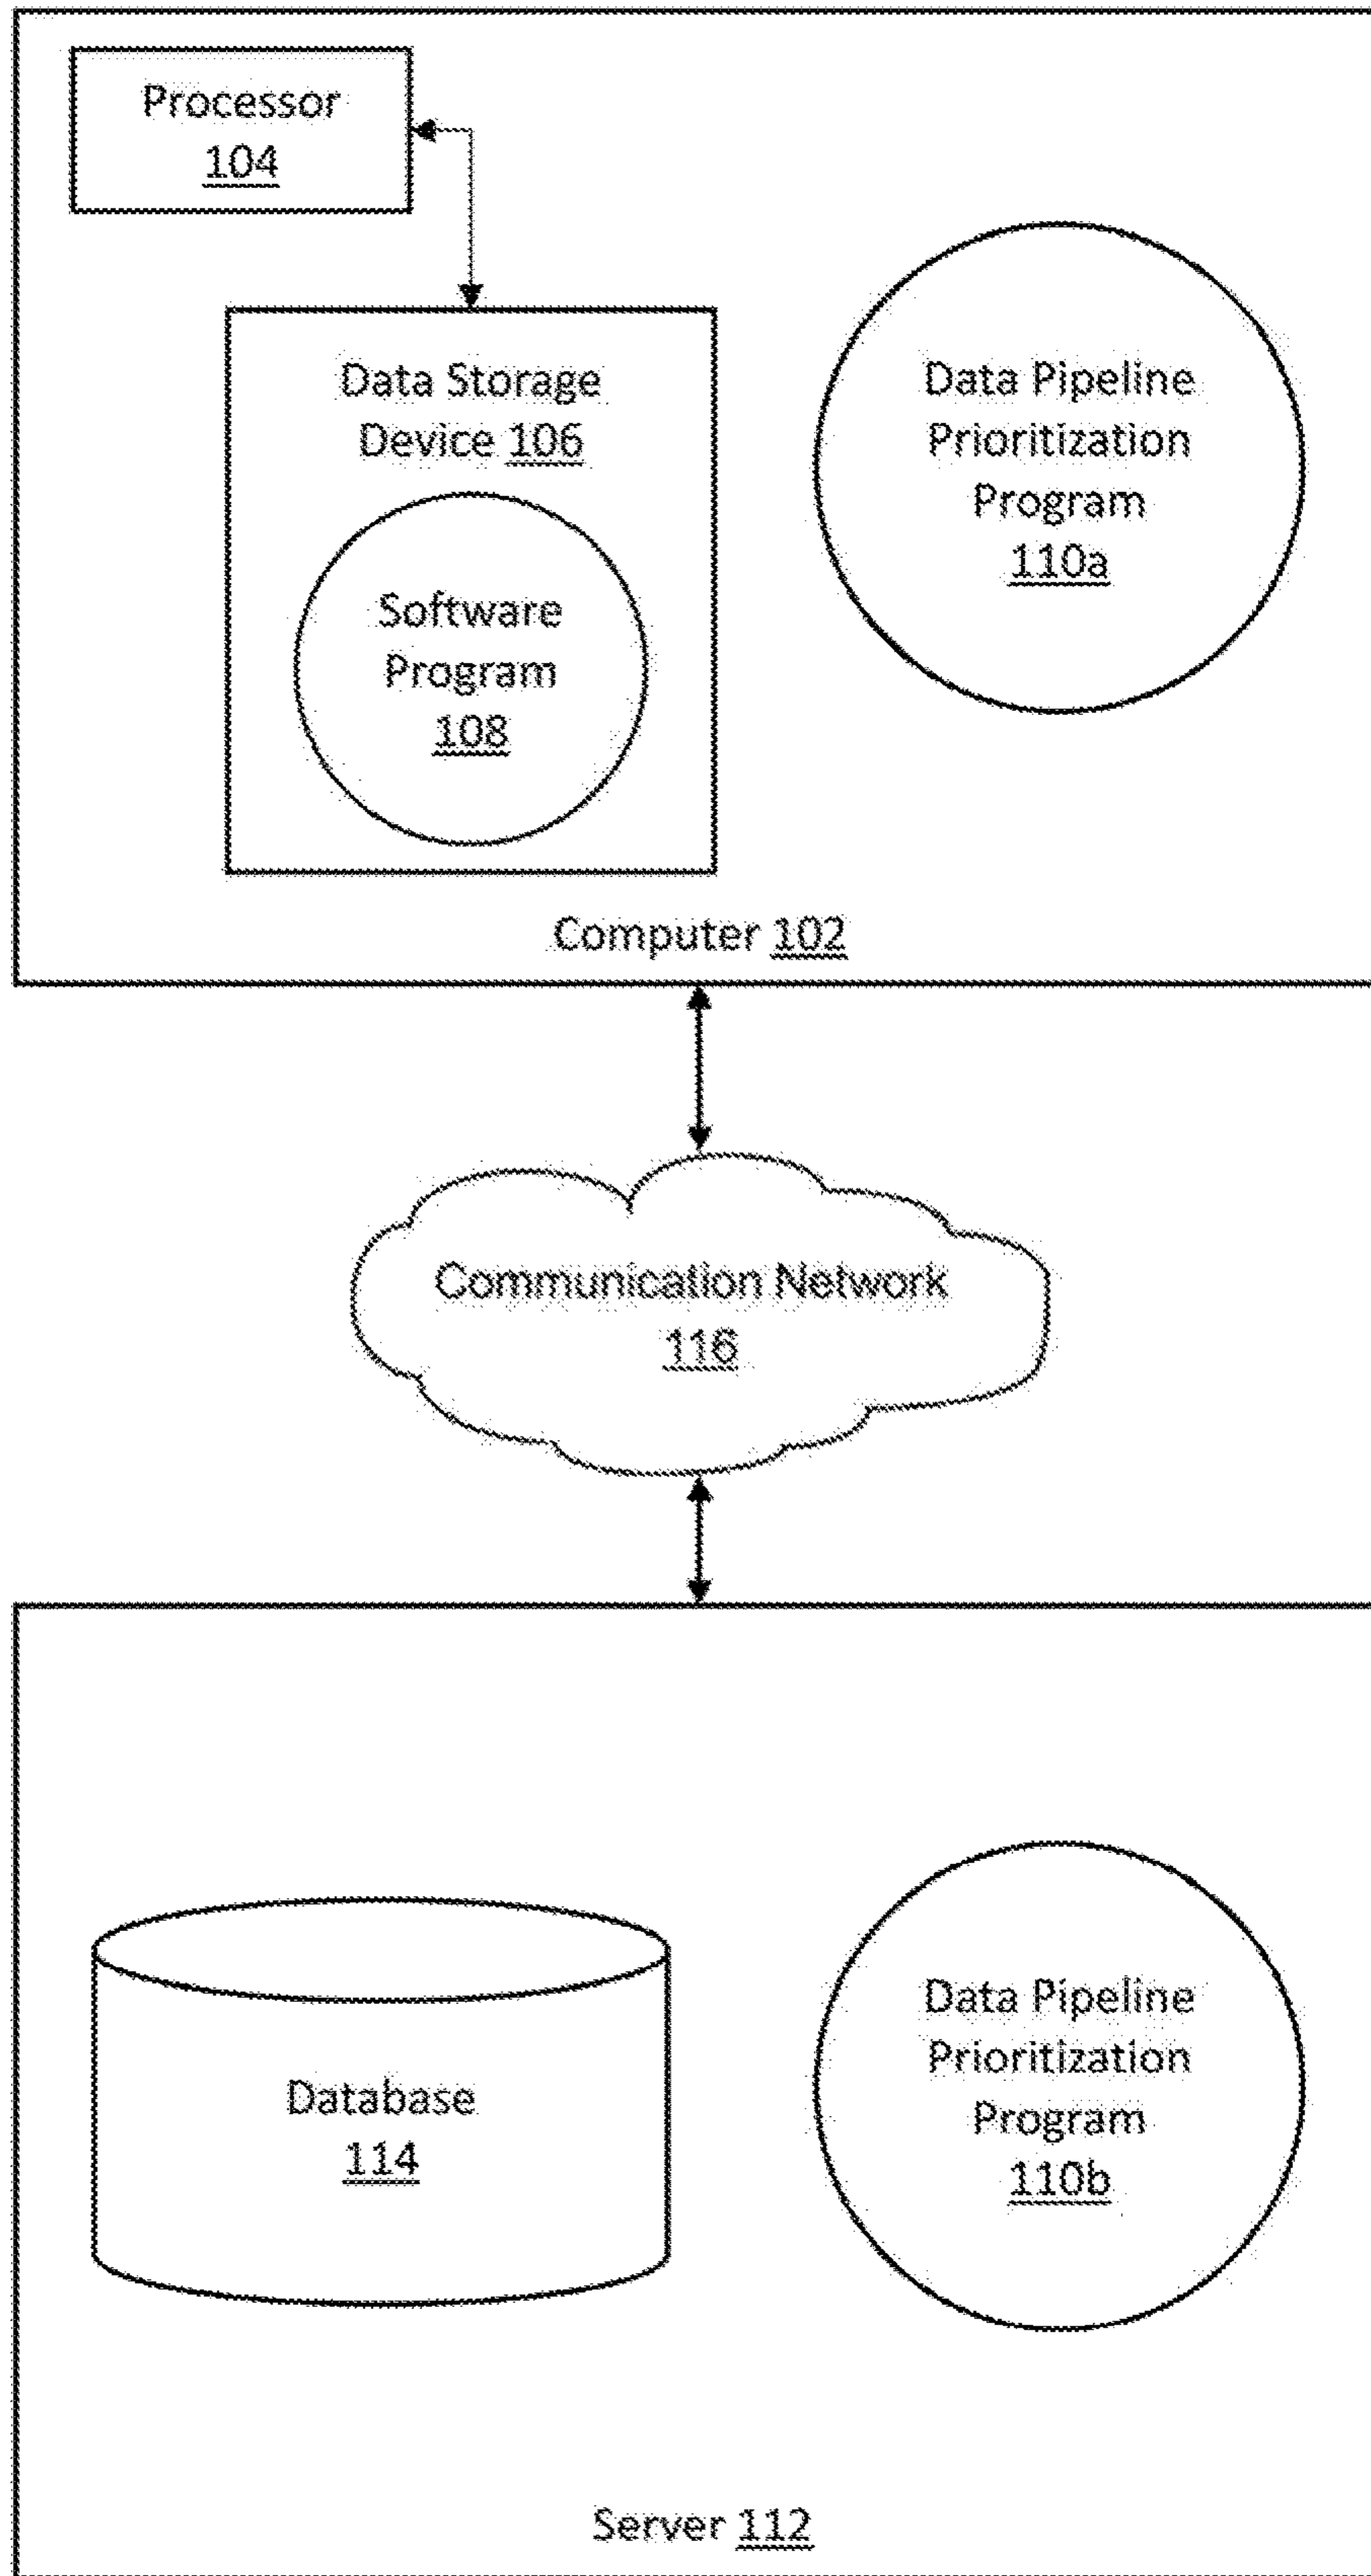 Processor
104
Data Storage
Device 106
Software
Program
108
Data Pipeline
Prioritization
Program
110a
Computer 102
Communication Network
116
Database
114
Data Pipeline
Prioritization
Program
110b
Server 112